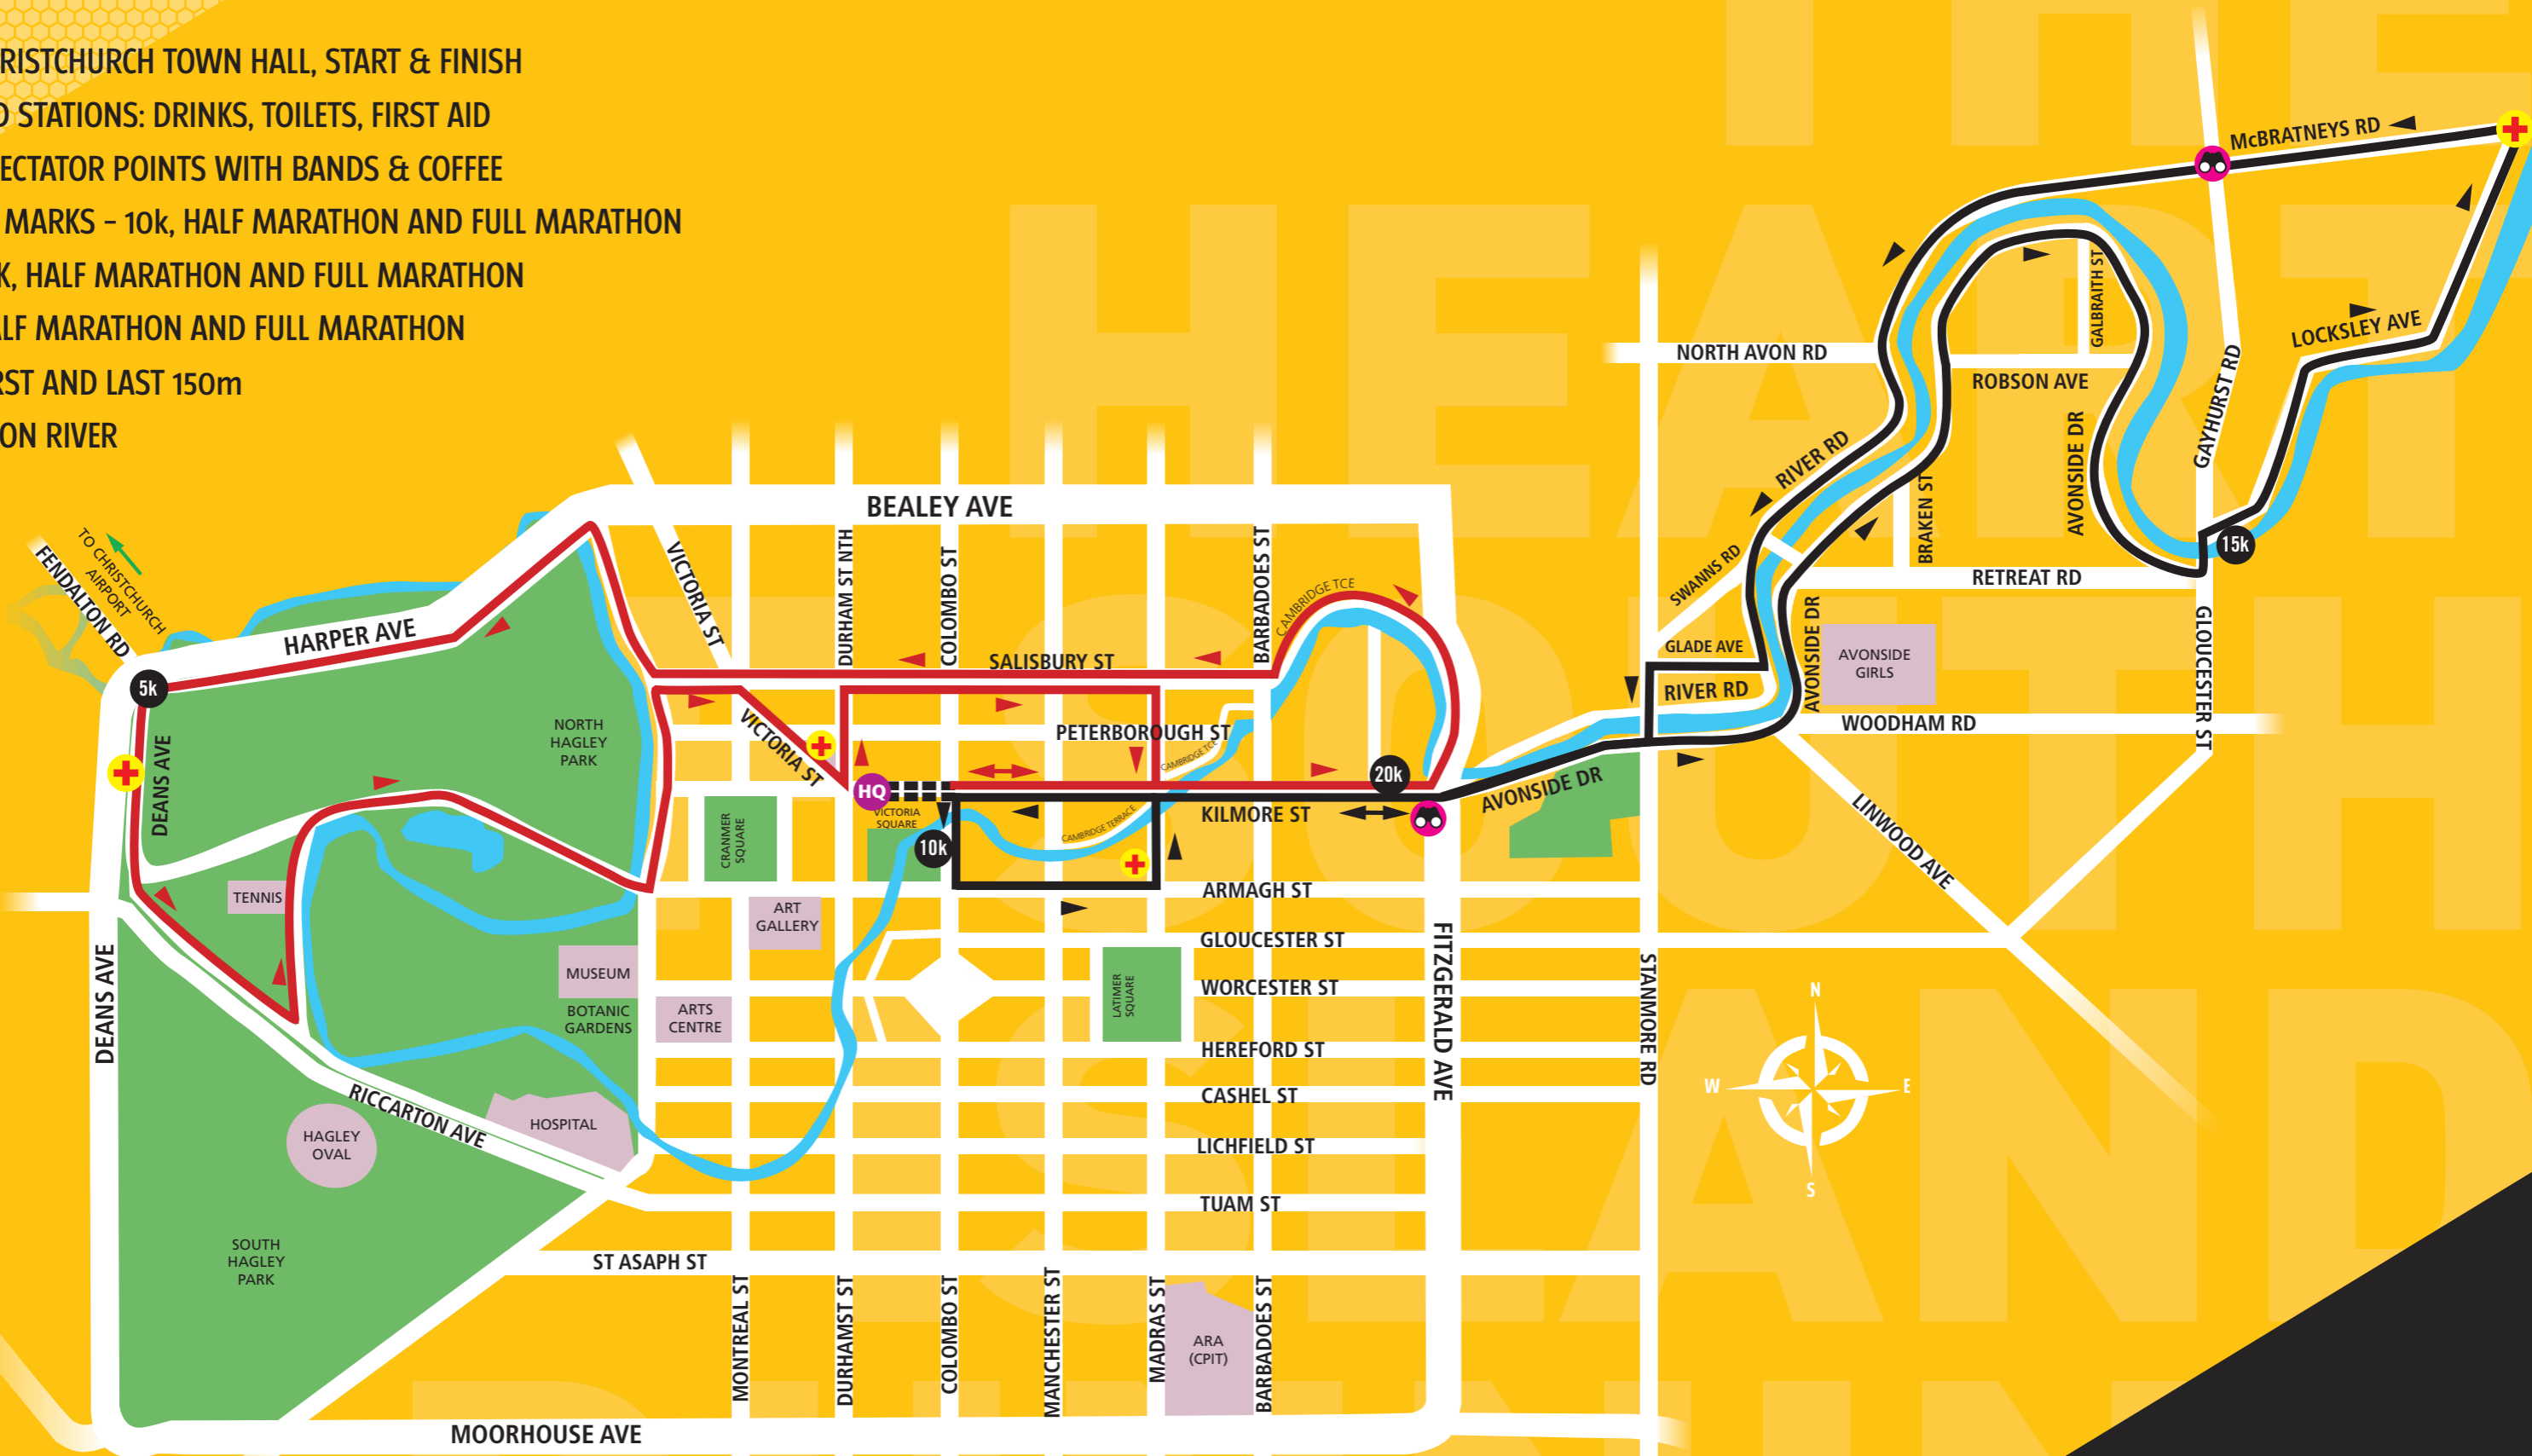 RISTCHURCH TOWN HALL, START & FINISH
D STATIONS: DRINKS, TOILETS, FIRST AID
ECTATOR POINTS WITH BANDS & COFFEE
MARKS – 10k, HALF MARATHON AND FULL MARATHON
K, HALF MARATHON AND FULL MARATHON
ALF MARATHON AND FULL MARATHON
RST AND LAST 150m
ON RIVER
THE
HEART
SOUTH
ISLAND
McBRATNEYS RD
LOCKSLEY AVE
GALBRAITH ST
NORTH AVON RD
ROBSON AVE
GAYHURST RD
RIVER RD
AVONSIDE DR
BRAKEN ST
15k
SWANNS RD
RETREAT RD
BEALEY AVE
TO CHRISTCHURCH
AIRPORT
FENDALTON RD
HARPER AVE
VICTORIA ST
DURHAM ST NTH
COLOMBO ST
BARBADOES ST
CAMBRIDGE TCE
SALISBURY ST
GLADE AVE
RIVER RD
AVONSIDE DR
AVONSIDE
GIRLS
GLOUCESTER ST
WOODHAM RD
5k
DEANS AVE
NORTH
HAGLEY
PARK
VICTORIA ST
PETERBOROUGH ST
CAMBRIDGE TCE
HQ
20k
AVONSIDE DR
VICTORIA
SQUARE
KILMORE ST
CAMBRIDGE TERRACE
CRANMER
SQUARE
10k
LINWOOD AVE
TENNIS
ARMAGH ST
ART
GALLERY
GLOUCESTER ST
MUSEUM
WORCESTER ST
LATIMER
SQUARE
BOTANIC
GARDENS
ARTS
CENTRE
DEANS AVE
FITZGERALD AVE
STANMORE RD
HEREFORD ST
CASHEL ST
N
W
E
S
RICCARTON AVE
HOSPITAL
HAGLEY
OVAL
LICHFIELD ST
TUAM ST
SOUTH
HAGLEY
PARK
ST ASAPH ST
MONTREAL ST
DURHAMST ST
COLOMBO ST
MANCHESTER ST
MADRAS ST
ARA
(CPIT)
BARBADOES ST
MOORHOUSE AVE